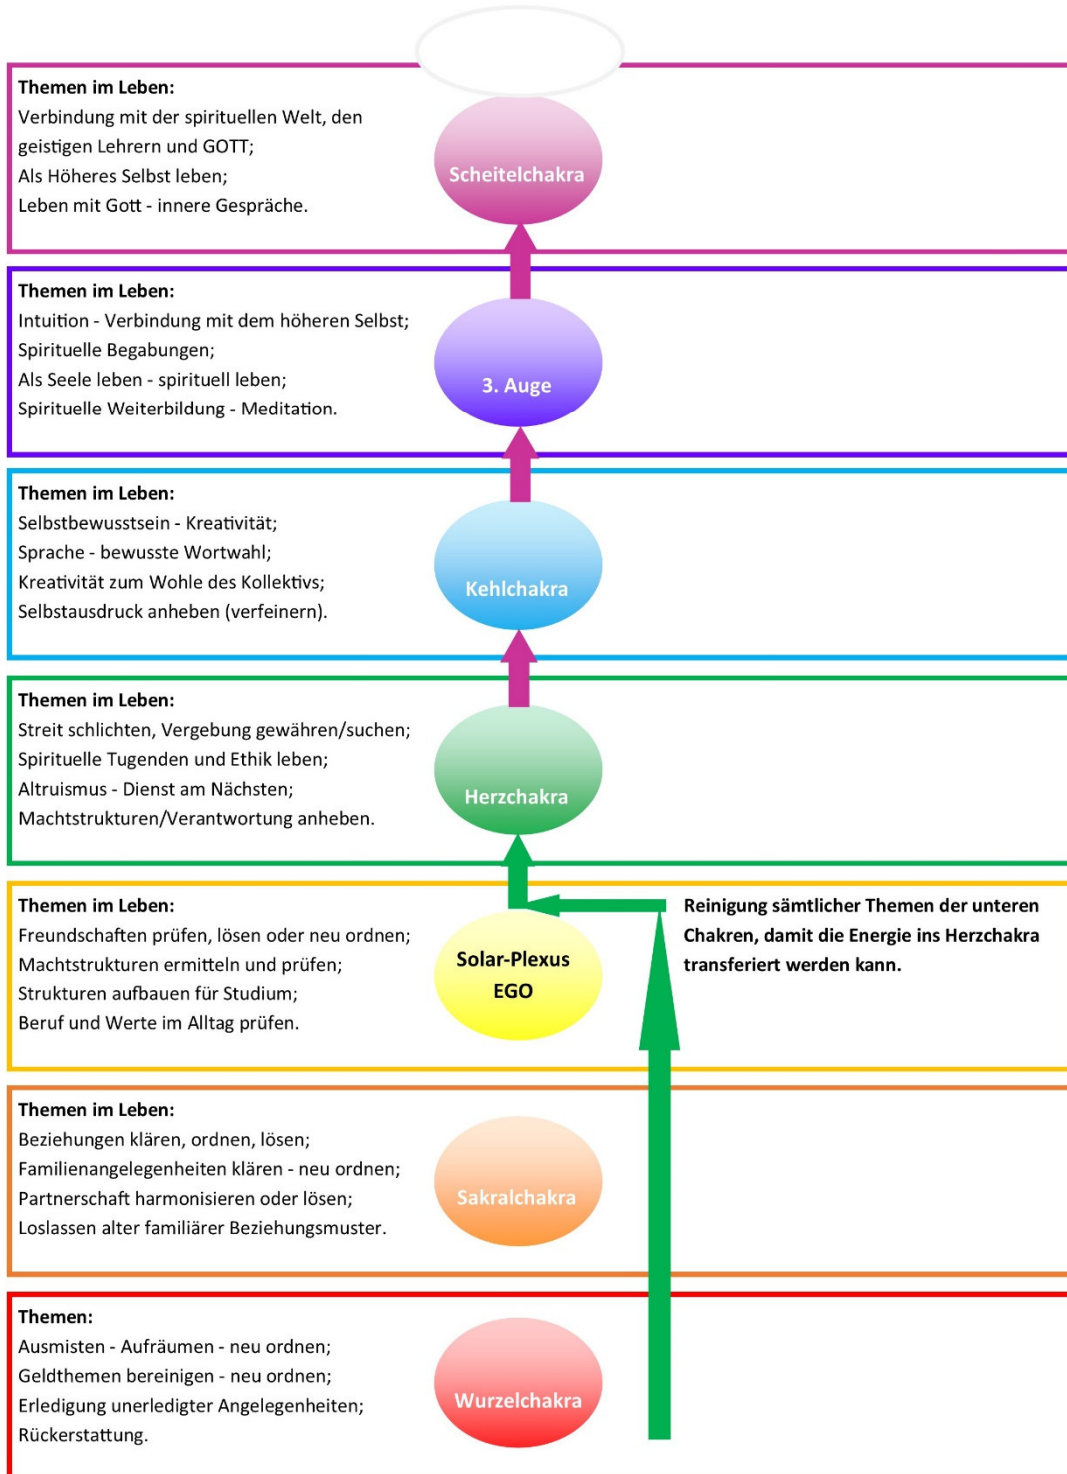 Themen im Leben:
Verbindung mit der spirituellen Welt, den
geistigen Lehrern und GOTT;
Als Höheres Selbst leben;
Leben mit Gott - innere Gespräche.
Scheitelchakra
Themen im Leben:
Intuition - Verbindung mit dem höheren Selbst;
Spirituelle Begabungen;
Als Seele leben - spirituell leben;
Spirituelle Weiterbildung - Meditation.
3. Auge
Themen im Leben:
Selbstbewusstsein - Kreativität;
Sprache - bewusste Wortwahl;
Kreativität zum Wohle des Kollektivs;
Selbstausdruck anheben (verfeinern).
Kehlchakra
Themen im Leben:
Streit schlichten, Vergebung gewähren/suchen;
Spirituelle Tugenden und Ethik leben;
Altruismus - Dienst am Nächsten;
Machtstrukturen/Verantwortung anheben.
Herzchakra
Themen im Leben:
Freundschaften prüfen, lösen oder neu ordnen;
Machtstrukturen ermitteln und prüfen;
Strukturen aufbauen für Studium;
Beruf und Werte im Alltag prüfen.
Solar-Plexus
EGO
Reinigung sämtlicher Themen der unteren
Chakren, damit die Energie ins Herzchakra
transferiert werden kann.
Themen im Leben:
Beziehungen klären, ordnen, lösen;
Familienangelegenheiten klären - neu ordnen;
Partnerschaft harmonisieren oder lösen;
Loslassen alter familiärer Beziehungsmuster.
Sakralchakra
Themen:
Ausmisten - Aufräumen - neu ordnen;
Geldthemen bereinigen - neu ordnen;
Erledigung unerledigter Angelegenheiten;
Rückerstattung.
Wurzelchakra